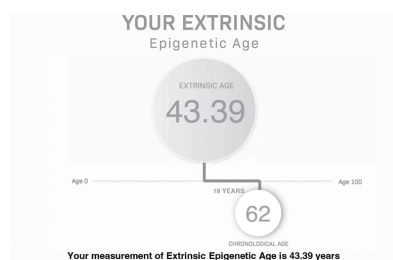 YOUR EXTRINSIC
Epigenetic Age
EXTRINSIC AGE
43.39
Age 0
Age 100
19 YEARS
62
CHRONOLOGICAL AGE
Your measurement of Extrinsic Epigenetic Age is 43.39 years